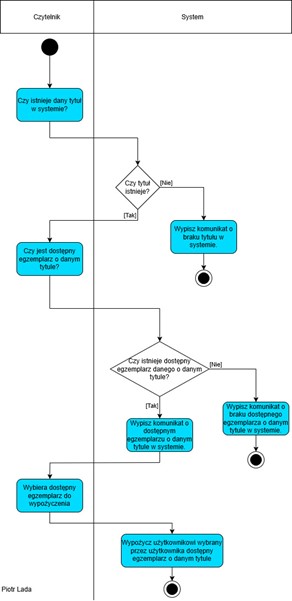 Czytelnik
System
Czy istnieje dany tytuł
w systemie?
Czy tytuł
istnieje?
[Nie]
[Tak]
Wypisz komunikat o
braku tytułu w
systemie.
Czy jest dostępny
egzemplarz o danym
tytule?
Czy istnieje dostępny
egzemplarz danego o danym
tytule?
[Nie]
[Tak]
Wypisz komunikat o
braku dostępnego
egzemplarza o danym
tytule w systemie.
Wypisz komunikat o
dostępnym
egzemplarzu o danym
tytule w systemie.
Wybiera dostępny
egzemplarz do
wypożyczenia
Wypożycz użytkownikowi wybrany
przez użytkownika dostępny
egzemplarz o danym tytule
Piotr Lada